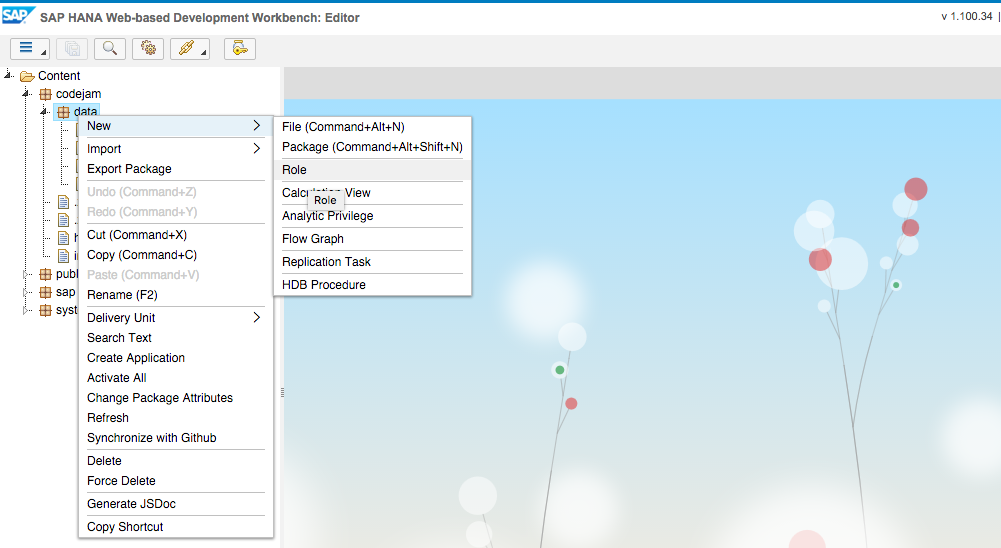 SAP SAP HANA Web-based Development Workbench: Editor
v 1.100.34 |
Content
codejam
data
New
Import
Export Package
Undo (Command+Z)
Redo (Command+Y)
Cut (Command+X)
Copy (Command+C)
Paste (Command+V)
Rename (F2)
Delivery Unit
Search Text
Create Application
Activate All
Change Package Attributes
Refresh
Synchronize with Github
Delete
Force Delete
Generate JSDoc
Copy Shortcut
File (Command+Alt+N)
Package (Command+Alt+Shift+N)
Role
Calculation View
Role
Analytic Privilege
Flow Graph
Replication Task
HDB Procedure
sap